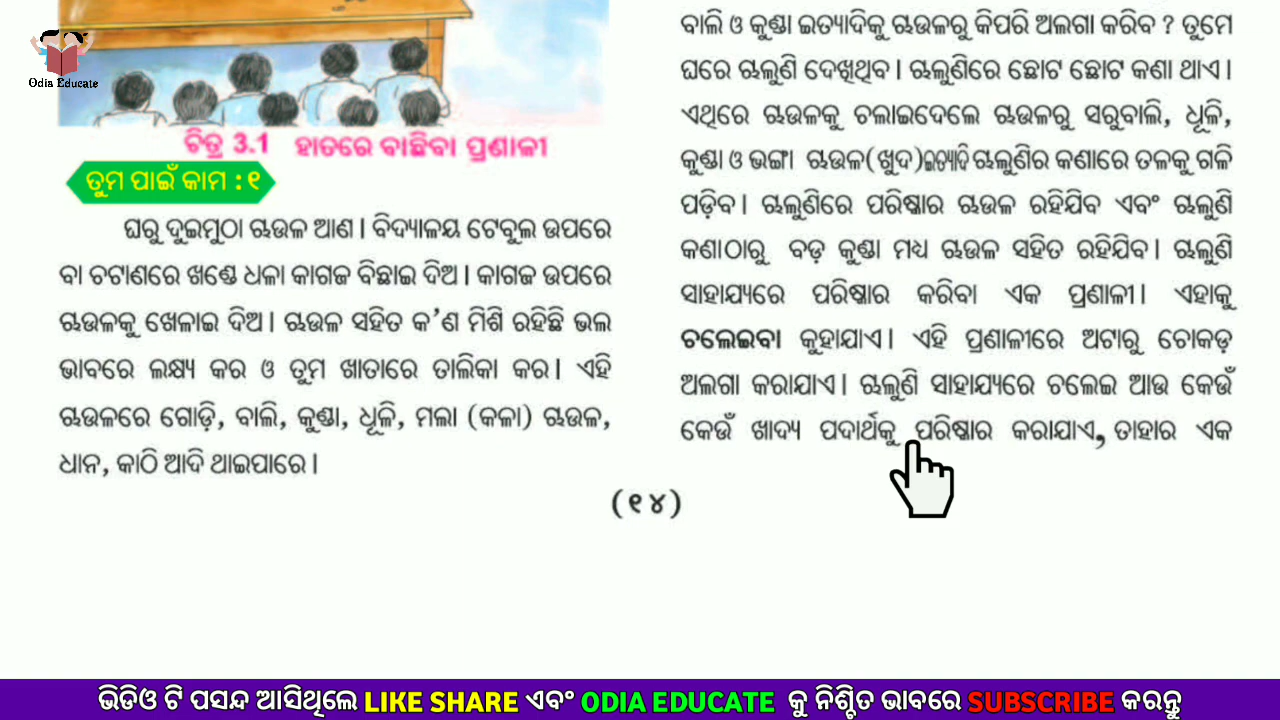 Odia Educate
ଚିତ୍ର 3.1 ହାତରେ ବାଛିବା ପ୍ରଣାଳୀ
ତୁମ ପାଇଁ କାମ : ୧
ଘରୁ ଦୁଇମୁଠା ଚାଉଳ ଆଣ । ବିଦ୍ୟାଳୟ ଟେବୁଲ ଉପରେ
ବା ଚଟାଣରେ ଖଣ୍ଡେ ଧଳା କାଗଜ ବିଛାଇ ଦିଅ । କାଗଜ ଉପରେ
ଚାଉଳକୁ ଖେଳାଇ ଦିଅ । ଚାଉଳ ସହିତ କ'ଣ ମିଶି ରହିଛି ଭଲ
ଭାବରେ ଲକ୍ଷ୍ୟ କର ଓ ତୁମ ଖାତାରେ ତାଲିକା କର । ଏହି
ଚାଉଳରେ ଗୋଡ଼ି, ବାଲି, କୁଣ୍ଡା, ଧୂଳି, ମଲା (କଳା) ଚାଉଳ,
ଧାନ, କାଠି ଆଦି ଥାଇପାରେ ।
ବାଲି ଓ କୁଣ୍ଡା ଇତ୍ୟାଦିକୁ ଚାଉଳରୁ କିପରି ଅଲଗା କରିବ ? ତୁମେ
ଘରେ ଚାଲୁଣି ଦେଖିଥିବ । ଚାଲୁଣିରେ ଛୋଟ ଛୋଟ କଣା ଥାଏ ।
ଏଥିରେ ଚାଉଳକୁ ଚଲାଇଦେଲେ ଚାଉଳରୁ ସରୁବାଲି, ଧୂଳି,
କୁଣ୍ଡା ଓ ଭଙ୍ଗା ଚାଉଳ (ଖୁଦ) ଇତ୍ୟାଦି ଚାଲୁଣିର କଣାରେ ତଳକୁ ଗଳି
ପଡ଼ିବ । ଚାଲୁଣିରେ ପରିଷ୍କାର ଚାଉଳ ରହିଯିବ ଏବଂ ଚାଲୁଣି
କଣାଠାରୁ ବଡ଼ କୁଣ୍ଡା ମଧ୍ୟ ଚାଉଳ ସହିତ ରହିଯିବ । ଚାଲୁଣି
ସାହାଯ୍ୟରେ ପରିଷ୍କାର କରିବା ଏକ ପ୍ରଣାଳୀ । ଏହାକୁ
ଚଲେଇବା କୁହାଯାଏ । ଏହି ପ୍ରଣାଳୀରେ ଅଟାରୁ ଚୋକଡ଼
ଅଲଗା କରାଯାଏ । ଚାଲୁଣି ସାହାଯ୍ୟରେ ଚଲେଇ ଆଉ କେଉଁ
କେଉଁ ଖାଦ୍ୟ ପଦାର୍ଥକୁ ପରିଷ୍କାର କରାଯାଏ, ତାହାର ଏକ
(୧୪)
ଭିଡିଓ ଟି ପସନ୍ଦ ଆସିଥିଲେ LIKE SHARE ଏବଂ ODIA EDUCATE କୁ ନିଶ୍ଚିତ ଭାବରେ SUBSCRIBE କରନ୍ତୁ